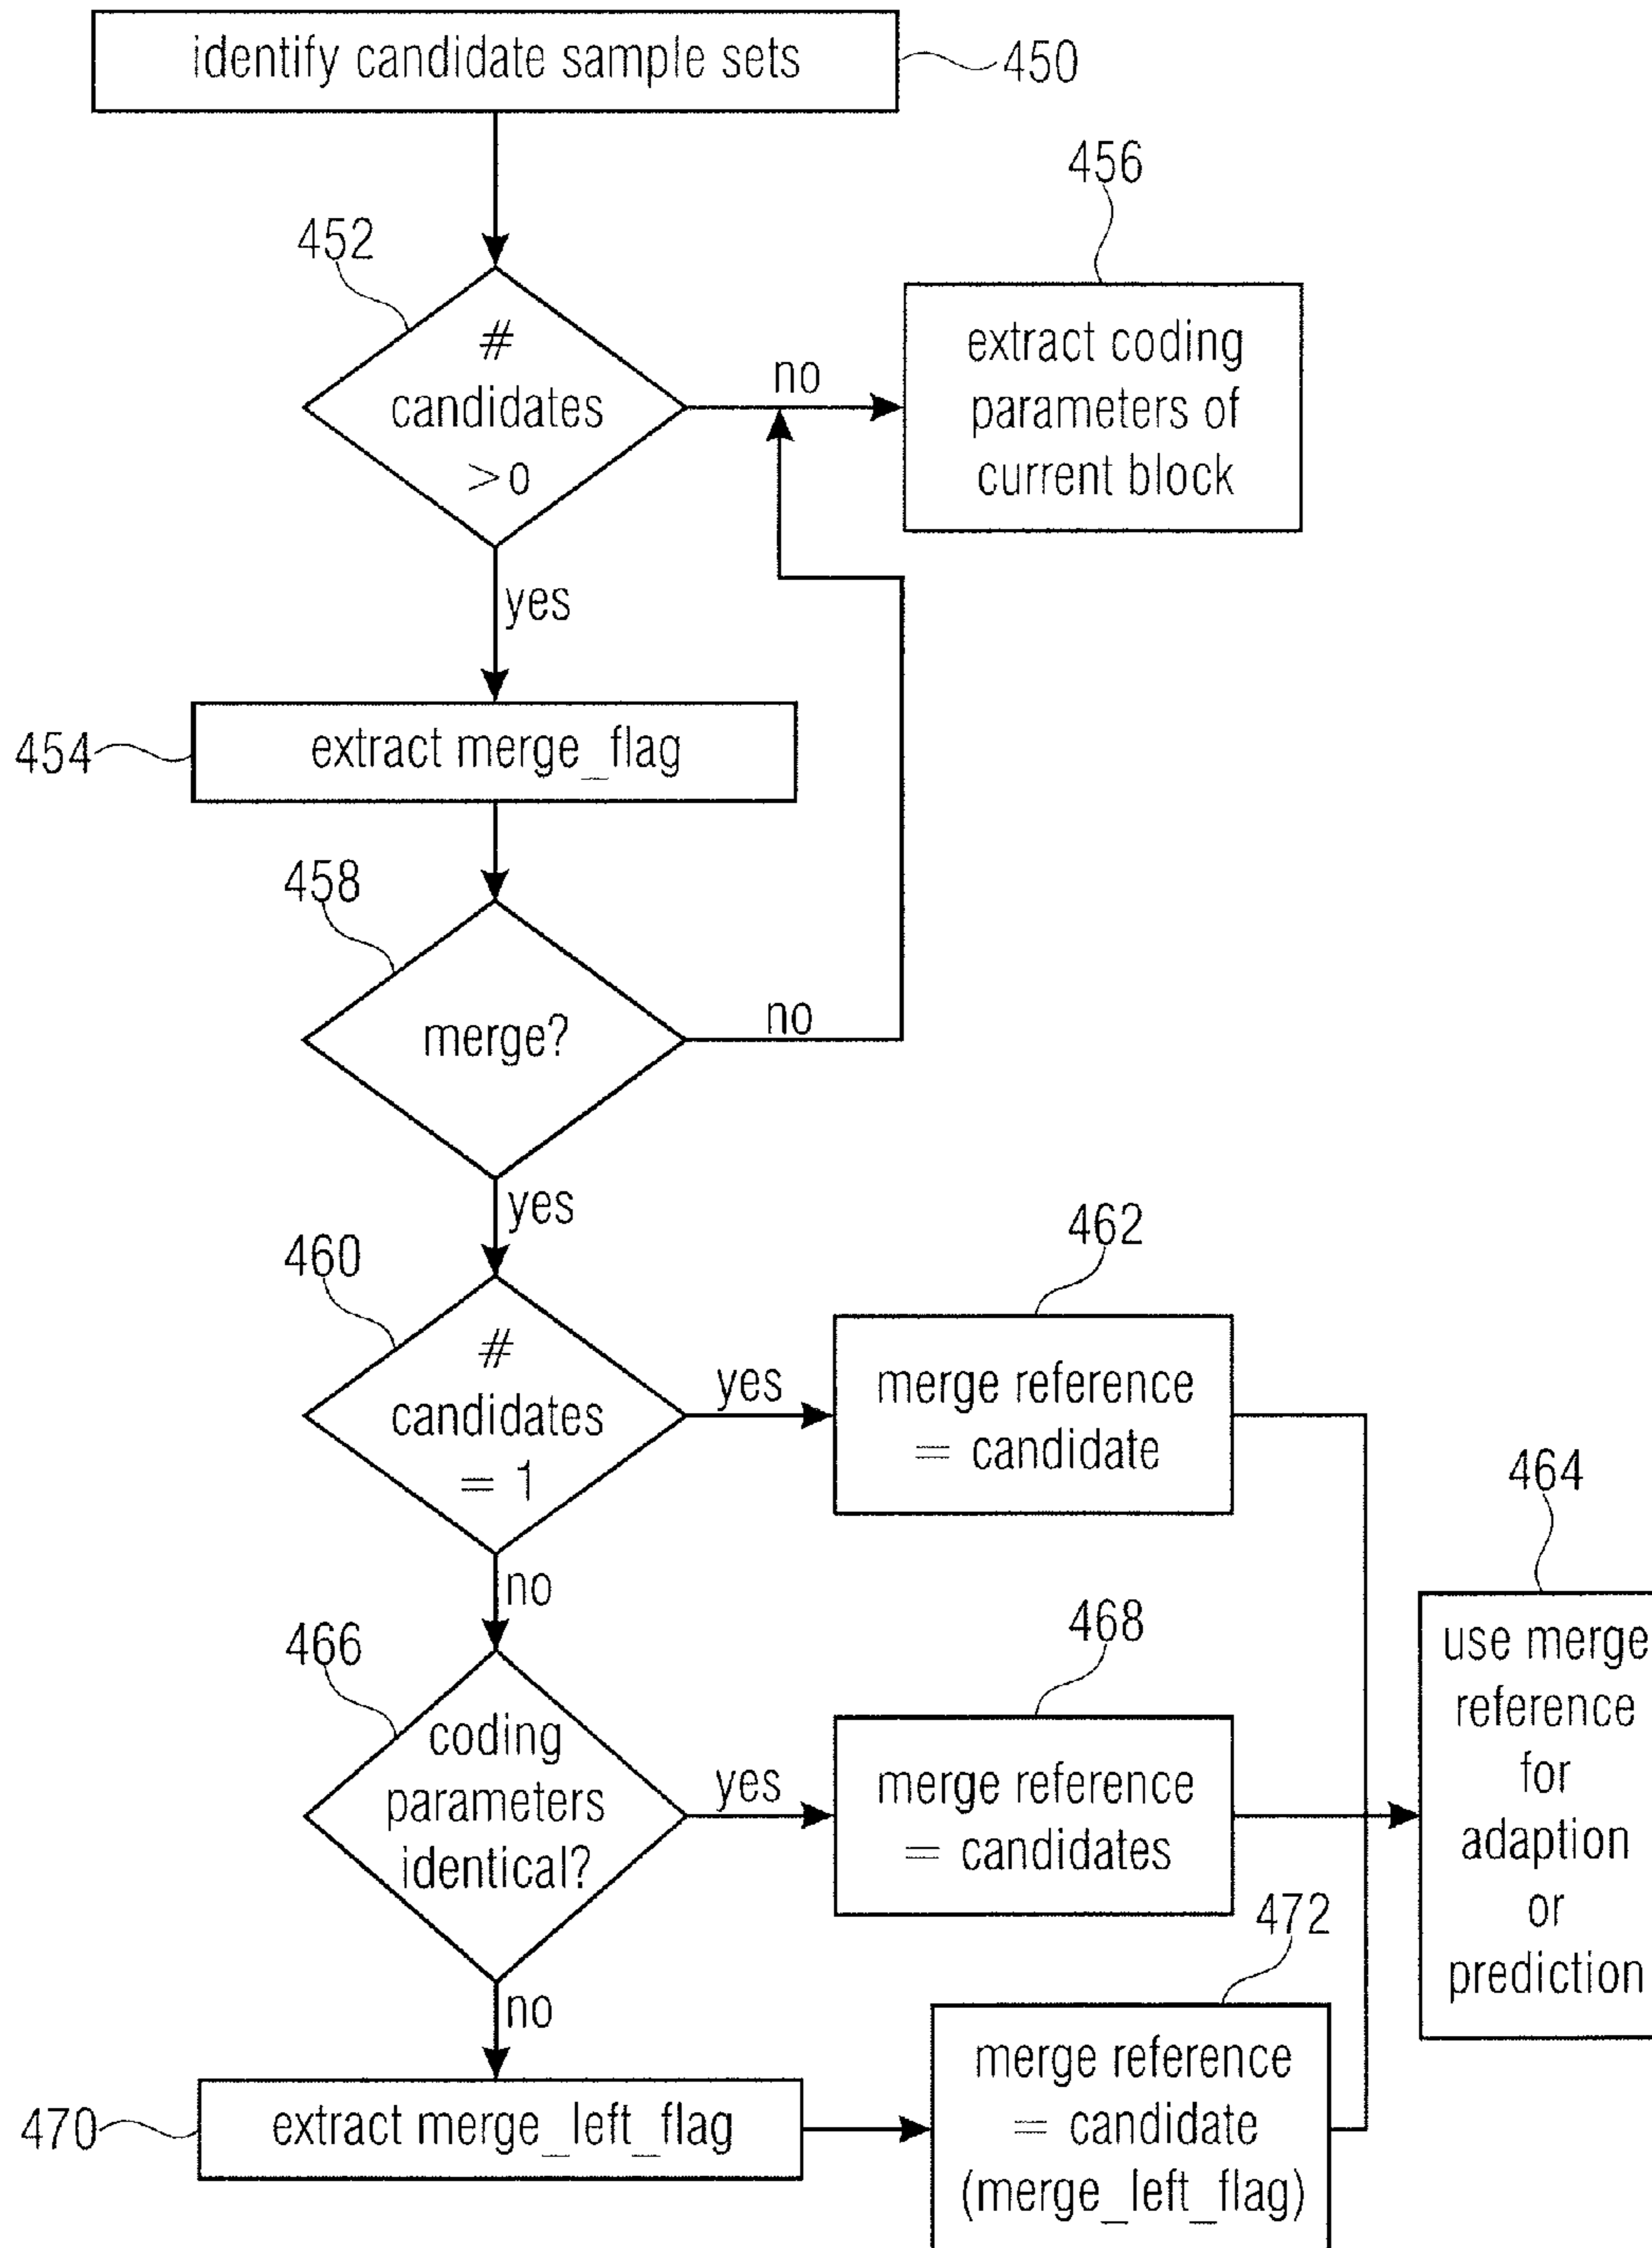 identify candidate sample sets
450
456
452
#
candidates
>o
no
extract coding
parameters of
current block
yes
454
extract merge_flag
458
merge?
no
yes
460
#
candidates
= 1
yes
462
merge reference
= candidate
464
use merge
reference
for
adaption
or
prediction
no
466
coding
parameters
identical?
yes
468
merge reference
= candidates
no
470
extract merge_left_flag
472
merge reference
= candidate
(merge_left_flag)